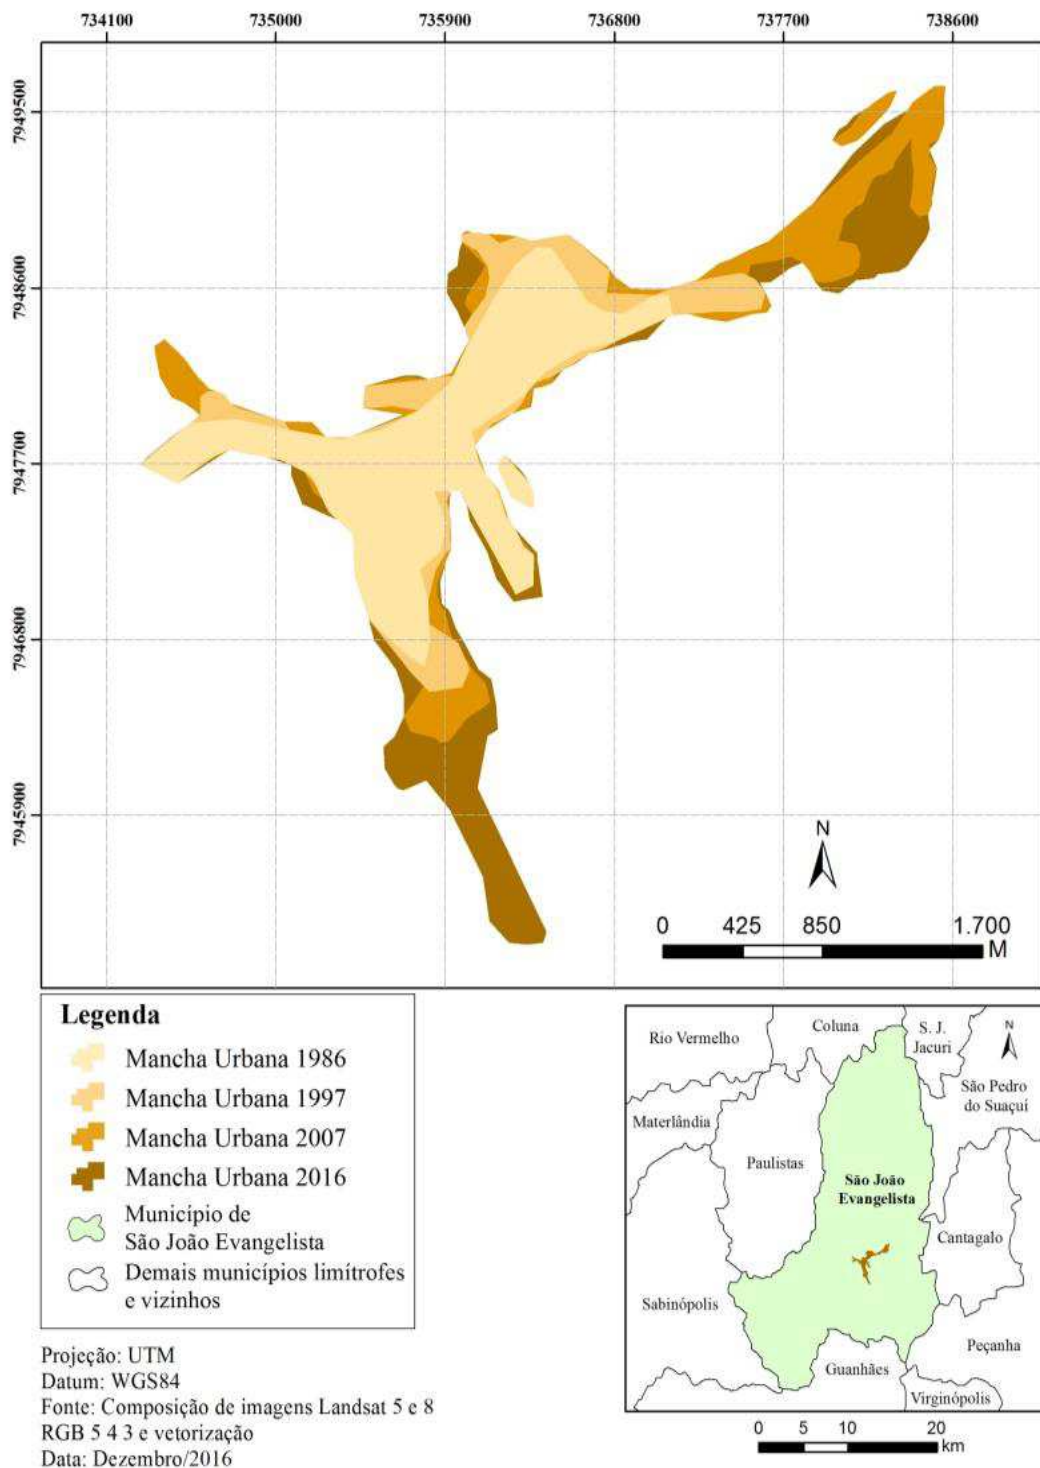 734100 735000 735900 736800 737700 738600
7949500
7948600
7947700
7946800
7945900
N
0 425 850 1.700
M
Legenda
Mancha Urbana 1986
Mancha Urbana 1997
Mancha Urbana 2007
Mancha Urbana 2016
Município de
São João Evangelista
Demais municípios limítrofes
e vizinhos
Projeção: UTM
Datum: WGS84
Fonte: Composição de imagens Landsat 5 e 8
RGB 5 4 3 e vetorização
Data: Dezembro/2016
Rio Vermelho
Coluna
S. J.
Jacuri
N
São Pedro
do Suaçuí
Materlândia
Paulistas
São João
Evangelista
Cantagalo
Sabinópolis
Peçanha
Guanhães
Virginópolis
0 5 10 20
km